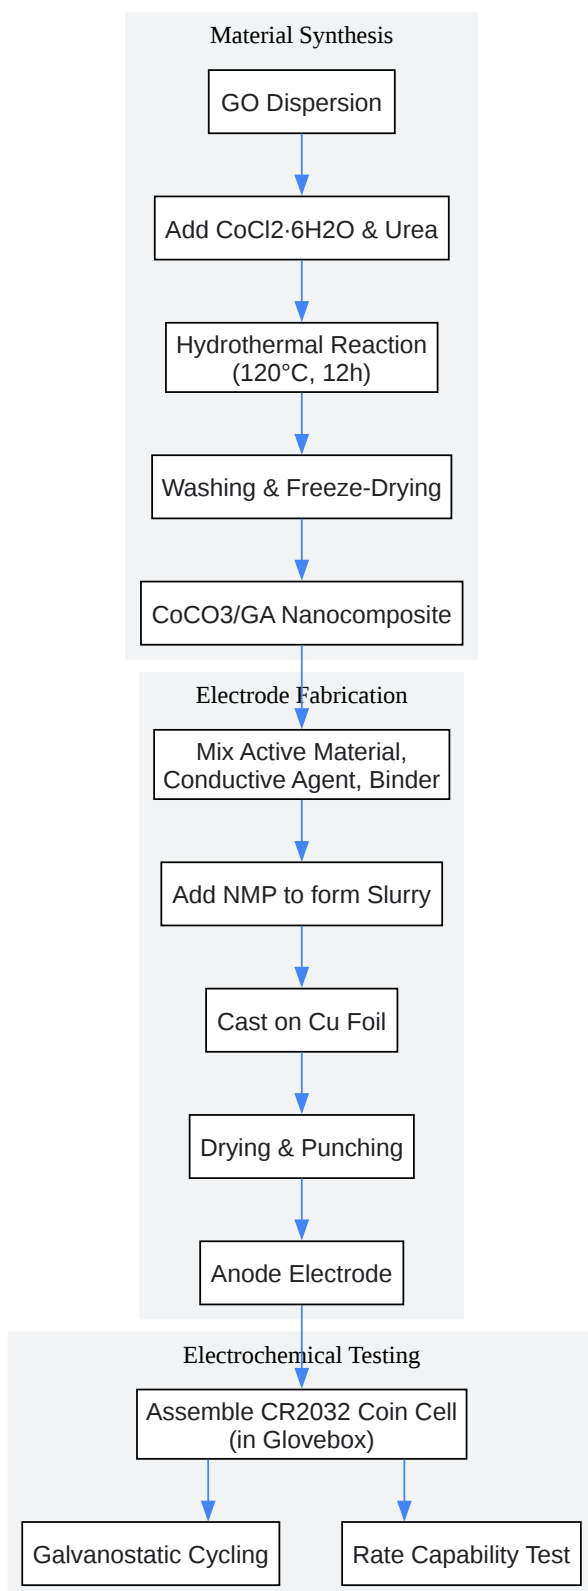 Material Synthesis
GO Dispersion
Add CoCl2·6H2O & Urea
Hydrothermal Reaction
(120°C, 12h)
Washing & Freeze-Drying
CoCO3/GA Nanocomposite
Electrode Fabrication
Mix Active Material,
Conductive Agent, Binder
Add NMP to form Slurry
Cast on Cu Foil
Drying & Punching
Anode Electrode
Electrochemical Testing
Assemble CR2032 Coin Cell
(in Glovebox)
Galvanostatic Cycling
Rate Capability Test